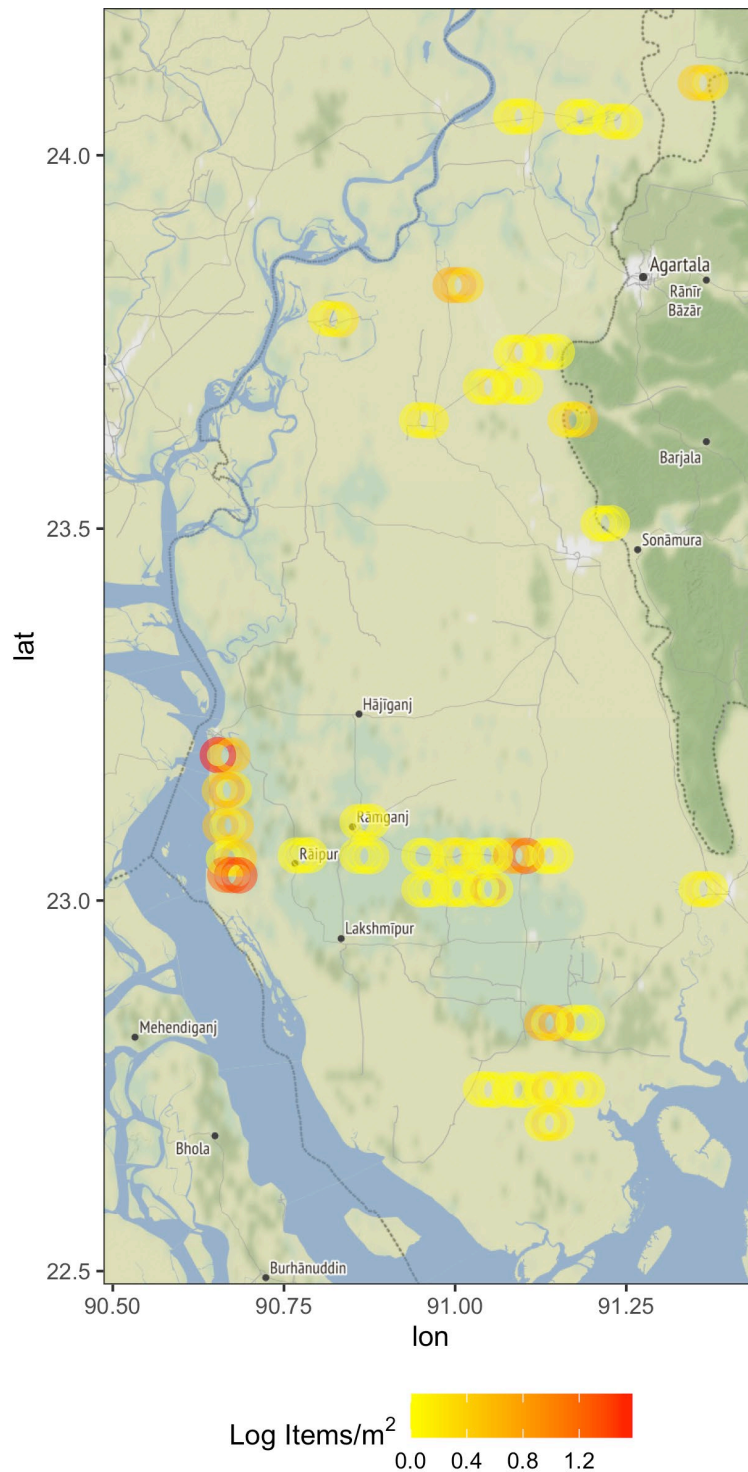 24.0
Agartala
Rānīr
Bāzār
Barjala
23.5
Sonāmura
lat
Hājīganj
Rāmganj
Rāipur
23.0
Lakshmīpur
Mehendiganj
Bhola
Burhānuddin
22.5
90.50 90.75 91.00 91.25
lon
Log Items/m²
0.0 0.4 0.8 1.2